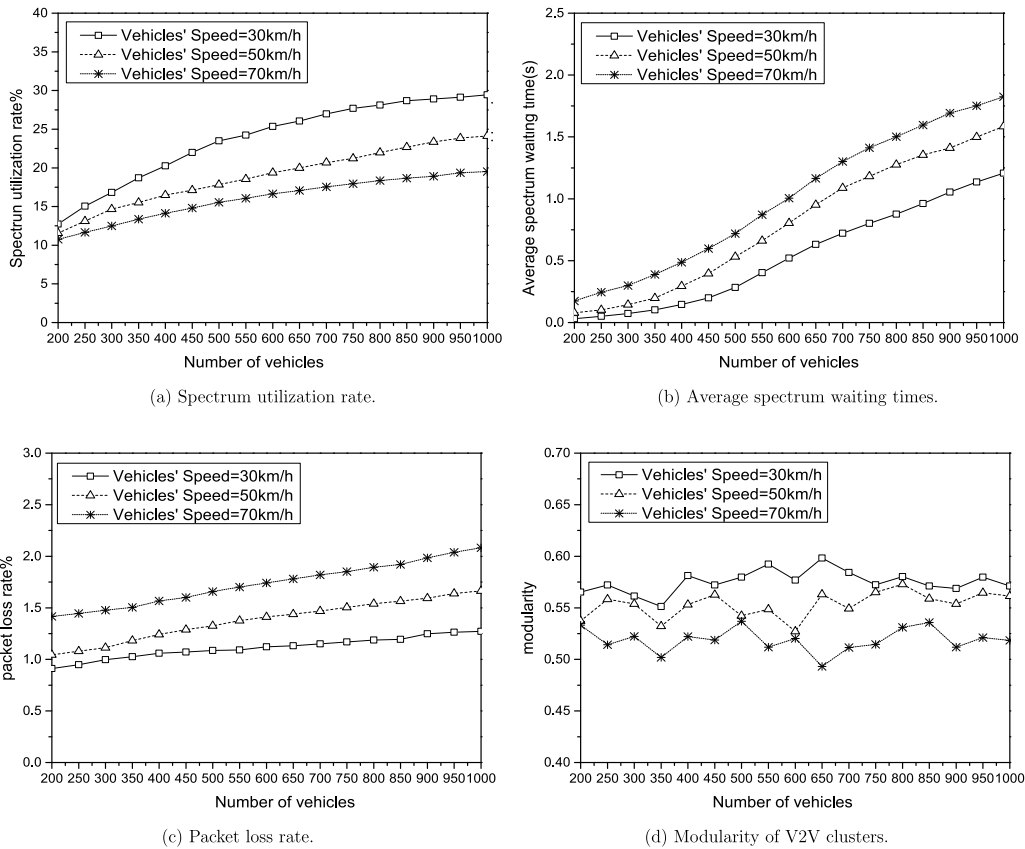 40
35
30
25
20
15
10
5
0
Spectrun utilization rate%
Vehicles' Speed=30km/h
Vehicles' Speed=50km/h
Vehicles' Speed=70km/h
200 250 300 350 400 450 500 550 600 650 700 750 800 850 900 950 1000
Number of vehicles
(a) Spectrum utilization rate.
2.5
2.0
1.5
1.0
0.5
0.0
Average spectrum waiting time(s)
Vehicles' Speed=30km/h
Vehicles' Speed=50km/h
Vehicles' Speed=70km/h
200 250 300 350 400 450 500 550 600 650 700 750 800 850 900 950 1000
Number of vehicles
(b) Average spectrum waiting times.
3.0
2.5
2.0
1.5
1.0
0.5
0.0
packet loss rate%
Vehicles' Speed=30km/h
Vehicles' Speed=50km/h
Vehicles' Speed=70km/h
200 250 300 350 400 450 500 550 600 650 700 750 800 850 900 950 1000
Number of vehicles
(c) Packet loss rate.
0.70
0.65
0.60
0.55
0.50
0.45
0.40
modularity
Vehicles' Speed=30km/h
Vehicles' Speed=50km/h
Vehicles' Speed=70km/h
200 250 300 350 400 450 500 550 600 650 700 750 800 850 900 950 1000
Number of vehicles
(d) Modularity of V2V clusters.